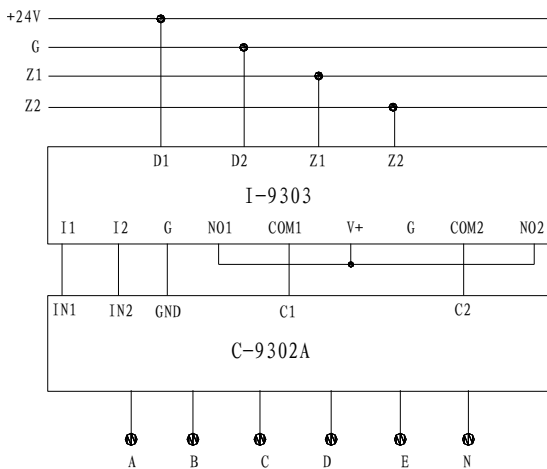 +24V
G
Z1
Z2
D1 D2 Z1 Z2
I-9303
I1 I2 G NO1 COM1 V+ G COM2 NO2
IN1 IN2 GND C1 C2
C-9302A
A B C D E N